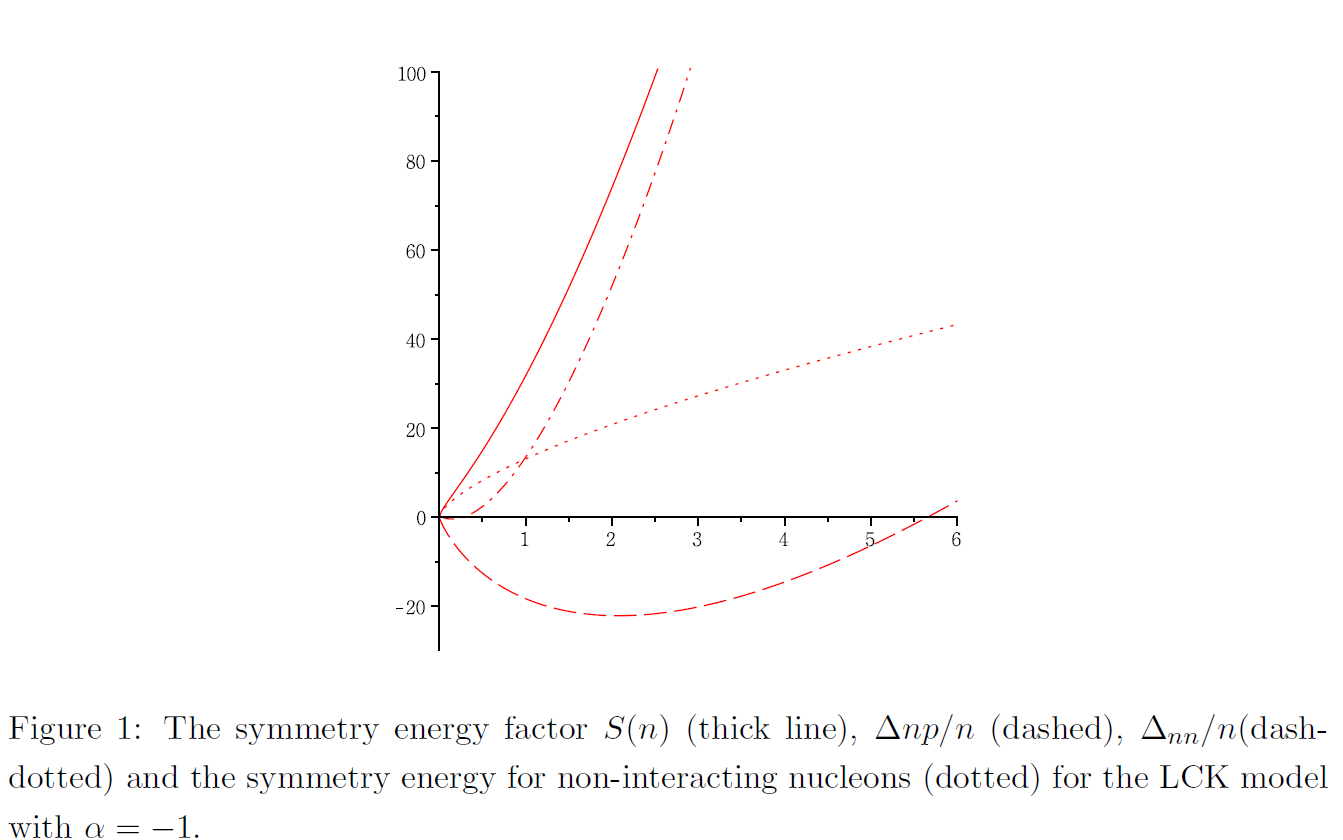 100
80
60
40
20
0
-20
1 2 3 4 5 6
Figure 1: The symmetry energy factor S(n) (thick line), Δnp/n (dashed), Δnn/n(dash-
dotted) and the symmetry energy for non-interacting nucleons (dotted) for the LCK model
with α = −1.